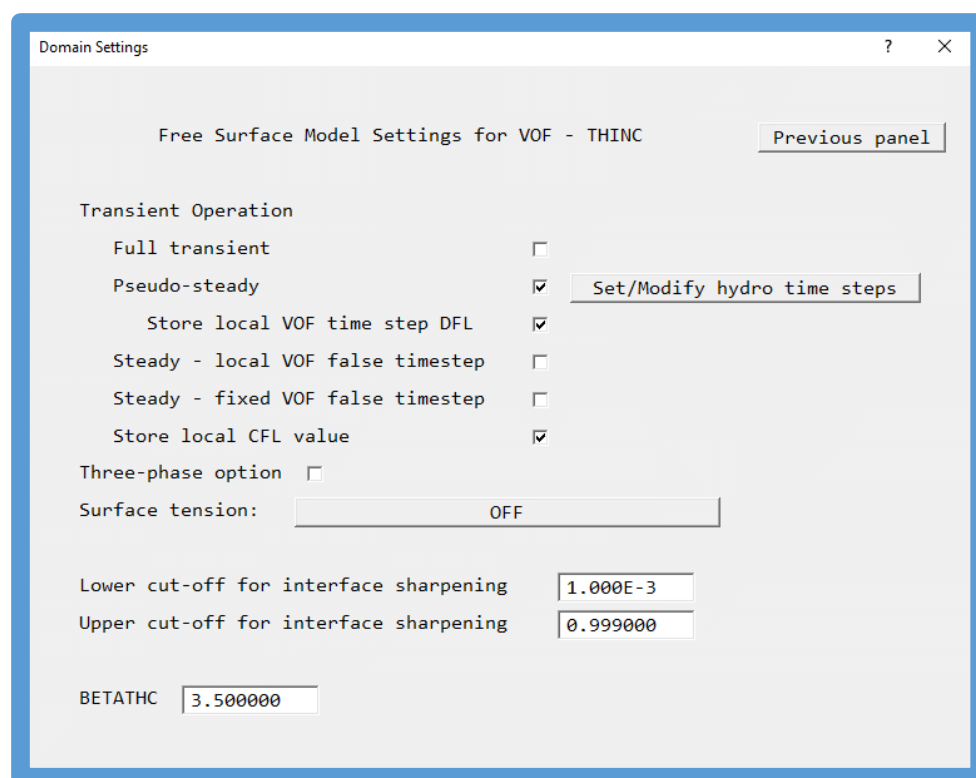 Domain Settings ? ×
Free Surface Model Settings for VOF - THINC Previous panel
Transient Operation
Full transient
Pseudo-steady Set/Modify hydro time steps
Store local VOF time step DFL
Steady - local VOF false timestep
Steady - fixed VOF false timestep
Store local CFL value
Three-phase option
Surface tension: OFF
Lower cut-off for interface sharpening 1.000E-3
Upper cut-off for interface sharpening 0.999000
BETATHC 3.500000